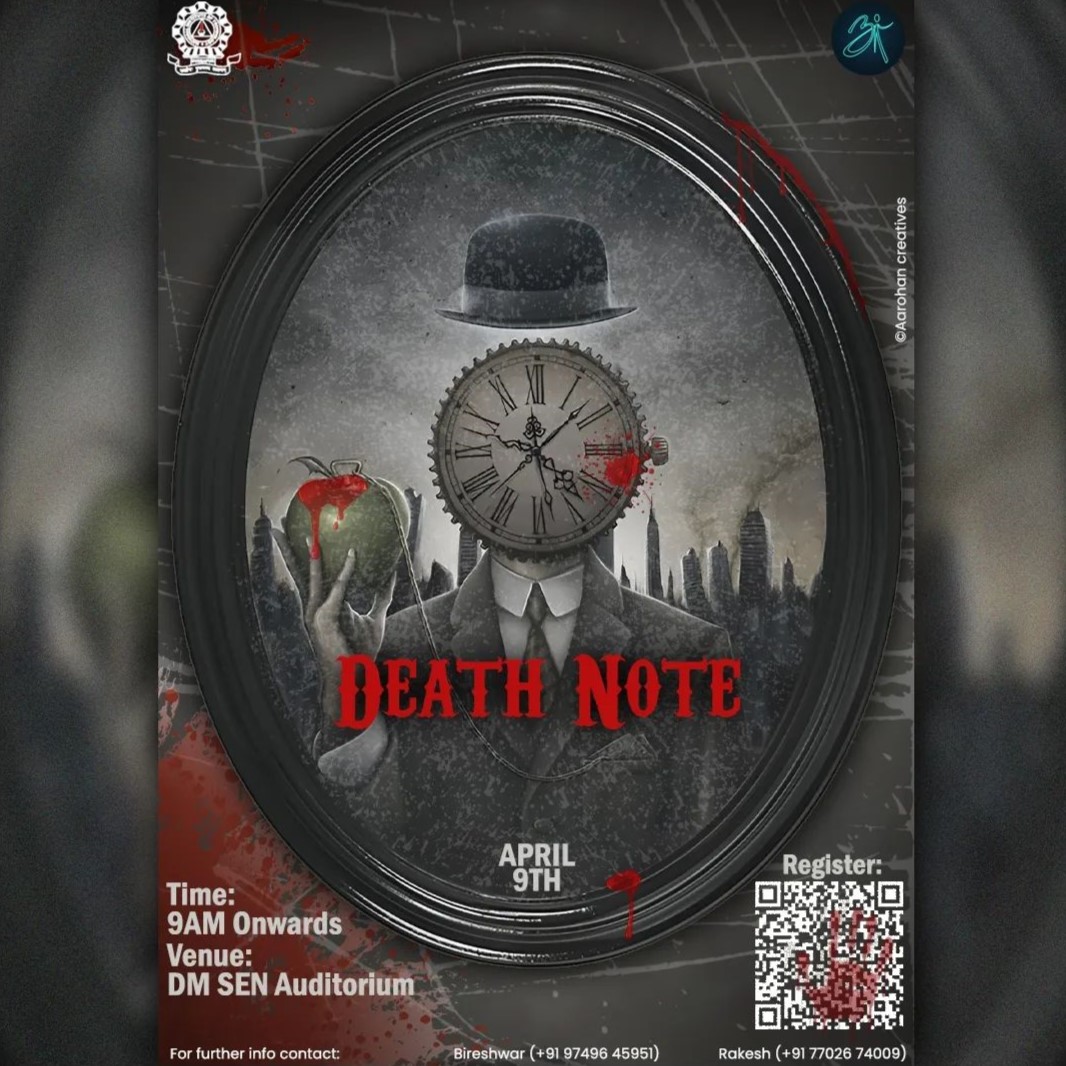 ©Aarohan creatives
XII
I
DEATH NOTE
APRIL
9TH
Time:
9AM Onwards
Venue:
DM SEN Auditorium
Register:
For further info contact:
Bireshwar (+91 97496 45951)
Rakesh (+91 77026 74009)